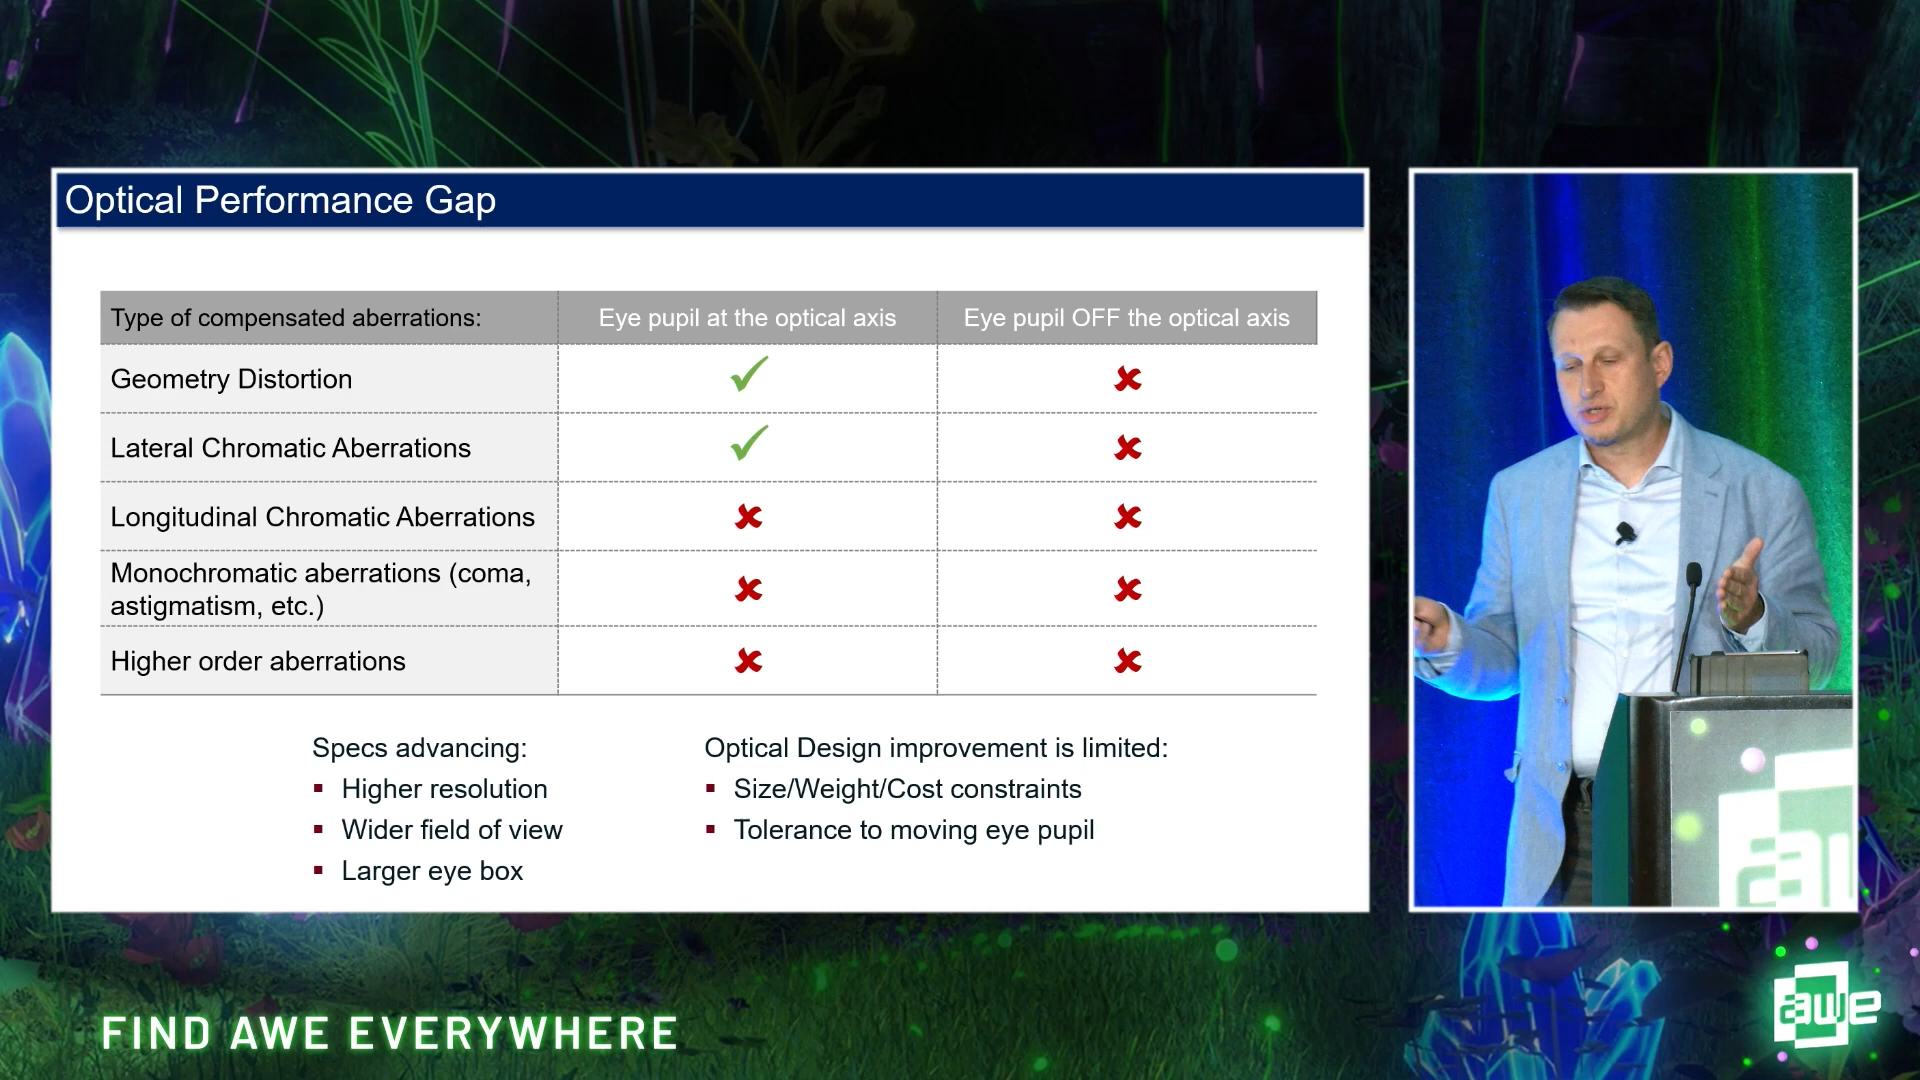 Optical Performance Gap
Type of compensated aberrations: Eye pupil at the optical axis Eye pupil OFF the optical axis
Geometry Distortion
Lateral Chromatic Aberrations
Longitudinal Chromatic Aberrations
Monochromatic aberrations (coma,
astigmatism, etc.)
Higher order aberrations
Specs advancing:
Higher resolution
Wider field of view
Larger eye box
Optical Design improvement is limited:
Size/Weight/Cost constraints
Tolerance to moving eye pupil
FIND AWE EVERYWHERE
awe